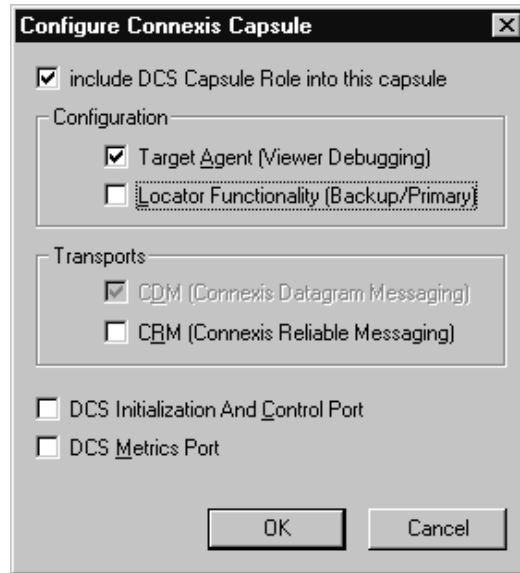 Configure Connexis Capsule
include DCS Capsule Role into this capsule
Configuration
Target Agent (Viewer Debugging)
Locator Functionality (Backup/Primary)
Transports
CDM (Connexis Datagram Messaging)
CRM (Connexis Reliable Messaging)
DCS Initialization And Control Port
DCS Metrics Port
OK Cancel